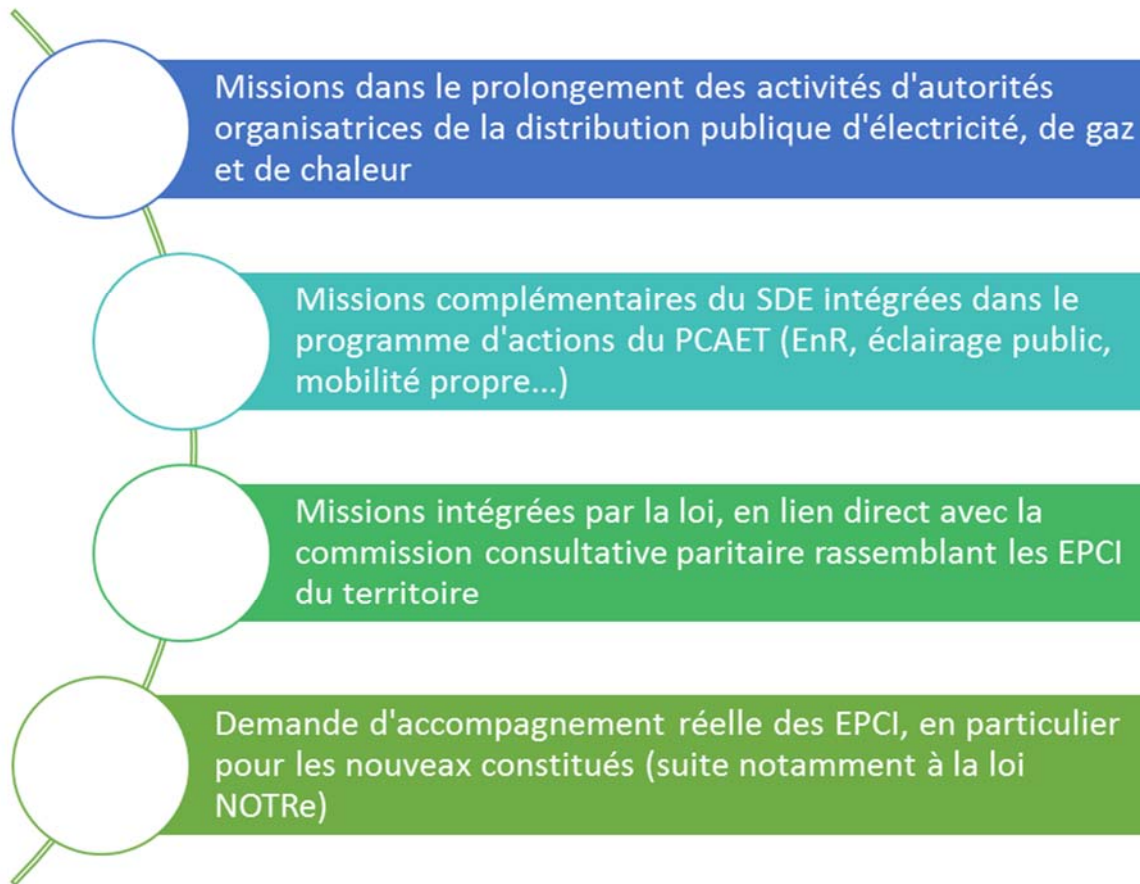 Missions dans le prolongement des activités d'autorités
organisatrices de la distribution publique d'électricité, de gaz
et de chaleur
Missions complémentaires du SDE intégrées dans le
programme d'actions du PCAET (EnR, éclairage public,
mobilité propre...)
Missions intégrées par la loi, en lien direct avec la
commission consultative paritaire rassemblant les EPCI
du territoire
Demande d'accompagnement réelle des EPCI, en particulier
pour les nouveax constitués (suite notamment à la loi
NOTRe)